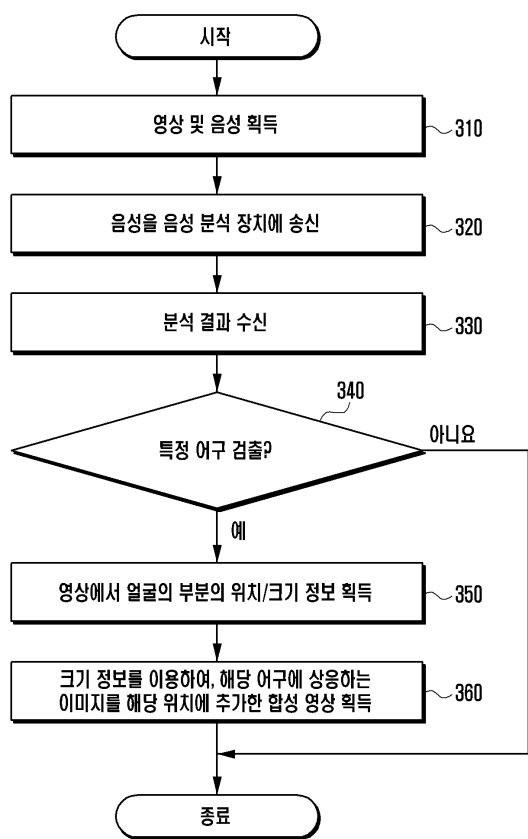 시작
영상 및 음성 획득
310
음성을 음성 분석 장치에 송신
320
분석 결과 수신
330
340
특정 어구 검출?
아니요
예
영상에서 얼굴의 부분의 위치/크기 정보 획득
350
크기 정보를 이용하여, 해당 어구에 상응하는
이미지를 해당 위치에 추가한 합성 영상 획득
360
종료